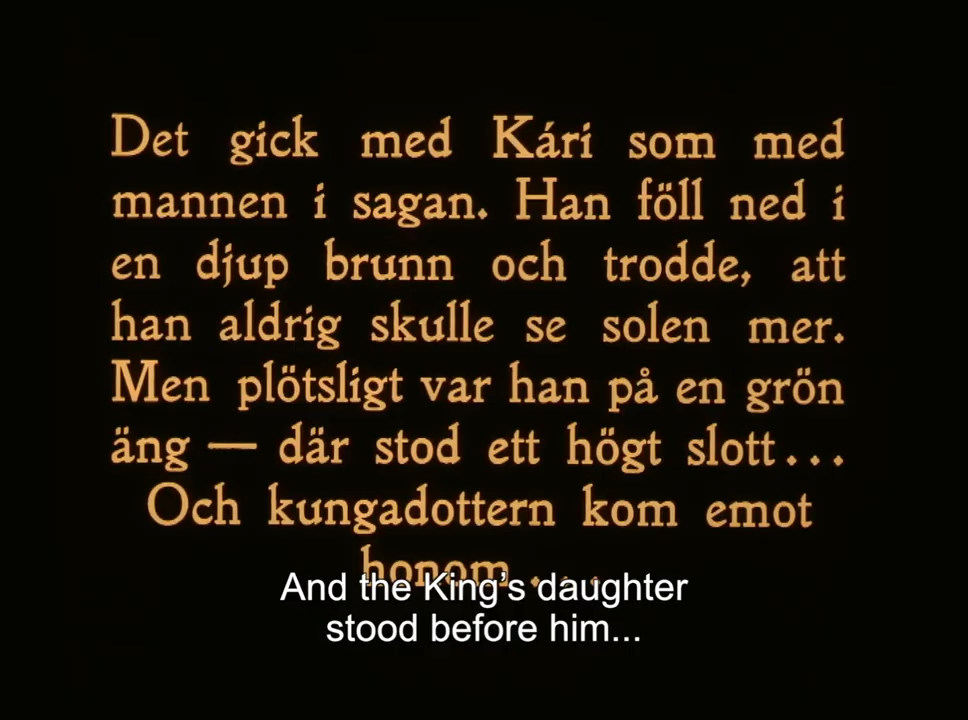 Det gick med Kári som med
mannen i sagan. Han föll ned i
en djup brunn och trodde, att
han aldrig skulle se solen mer.
Men plötsligt var han på en grön
äng — där stod ett högt slott...
Och kungadottern kom emot
honom....
And the King's daughter
stood before him...